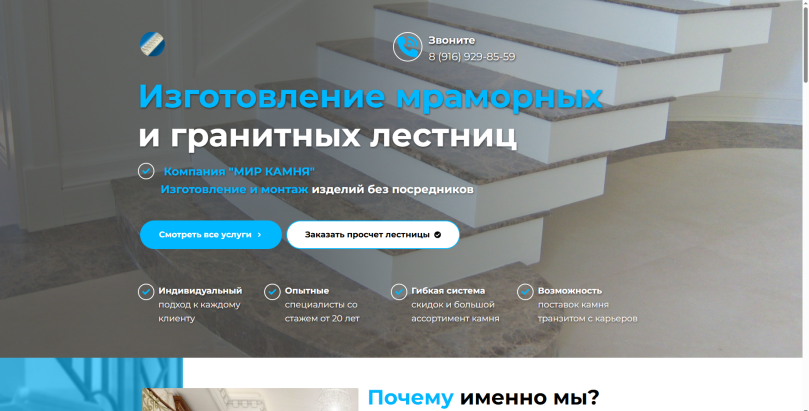 Звоните
8 (916) 929-85-59
Изготовление мраморных
и гранитных лестниц
Компания "МИР КАМНЯ"
Изготовление и монтаж изделий без посредников
Смотреть все услуги
Заказать просчет лестницы
Индивидуальный
подход к каждому
клиенту
Опытные
специалисты со
стажем от 20 лет
Гибкая система
скидок и большой
ассортимент камня
Возможность
поставок камня
транзитом с карьеров
Почему именно мы?